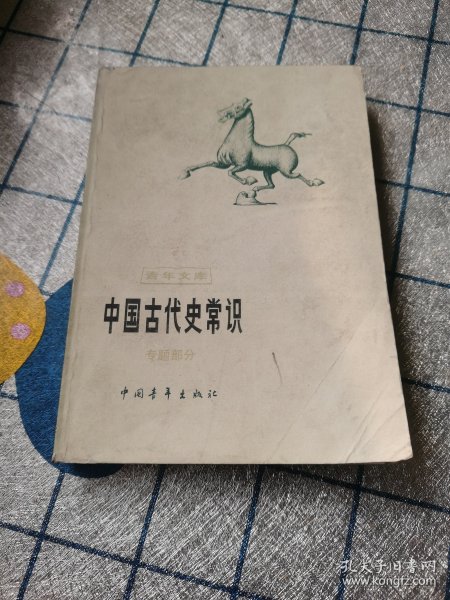 青年文库
中国古代史常识
专题部分
中国青年出版社
孔夫子旧书网
www.kongfz.com